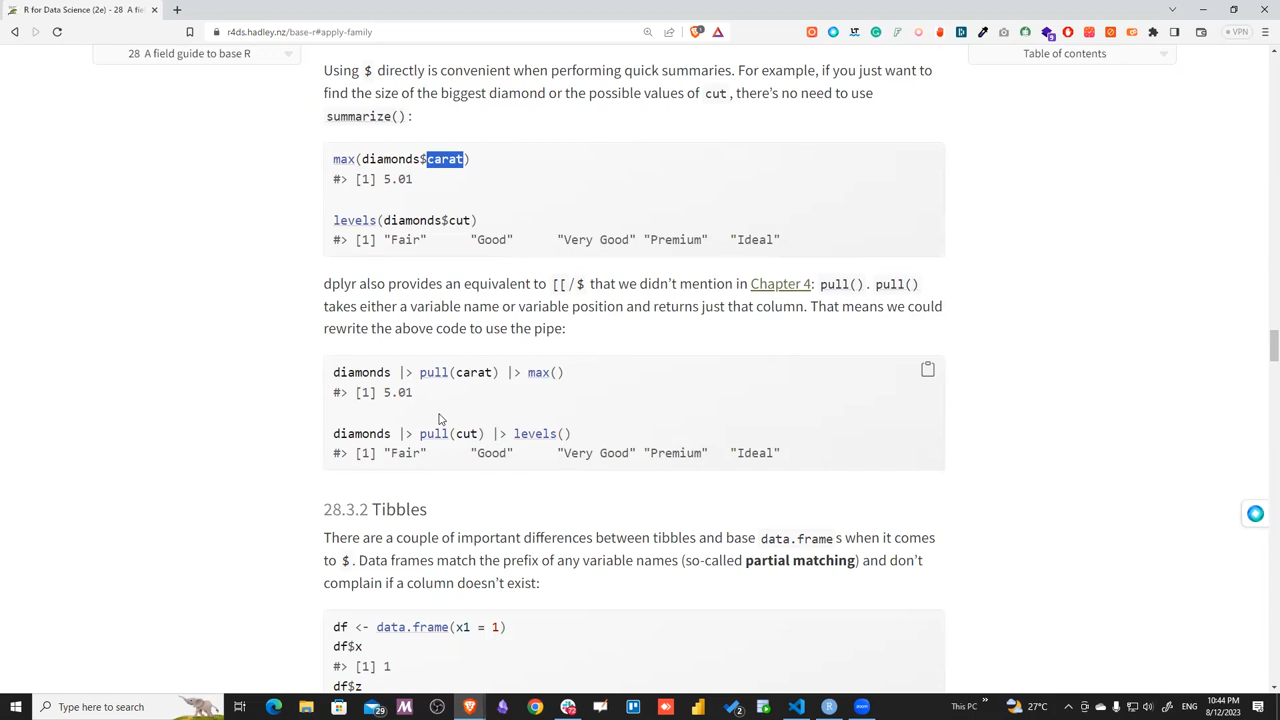 R for Data Science (2e) - 28 A fiel
r4ds.hadley.nz/base-r#apply-family
VPN
28 A field guide to base R
Table of contents
Using $ directly is convenient when performing quick summaries. For example, if you just want to
find the size of the biggest diamond or the possible values of cut, there's no need to use
summarize():
max(diamonds$carat)
#> [1] 5.01
levels(diamonds$cut)
#> [1] "Fair" "Good" "Very Good" "Premium" "Ideal"
dplyr also provides an equivalent to [[/$ that we didn't mention in Chapter 4: pull(). pull()
takes either a variable name or variable position and returns just that column. That means we could
rewrite the above code to use the pipe:
diamonds |> pull(carat) |> max()
#> [1] 5.01
diamonds |> pull(cut) |> levels()
#> [1] "Fair" "Good" "Very Good" "Premium" "Ideal"
28.3.2 Tibbles
There are a couple of important differences between tibbles and base data.frames when it comes
to $. Data frames match the prefix of any variable names (so-called partial matching) and don't
complain if a column doesn't exist:
df <- data.frame(x1 = 1)
df$x
#> [1] 1
df$z
Type here to search
This PC
27°C
10:44 PM
8/12/2023